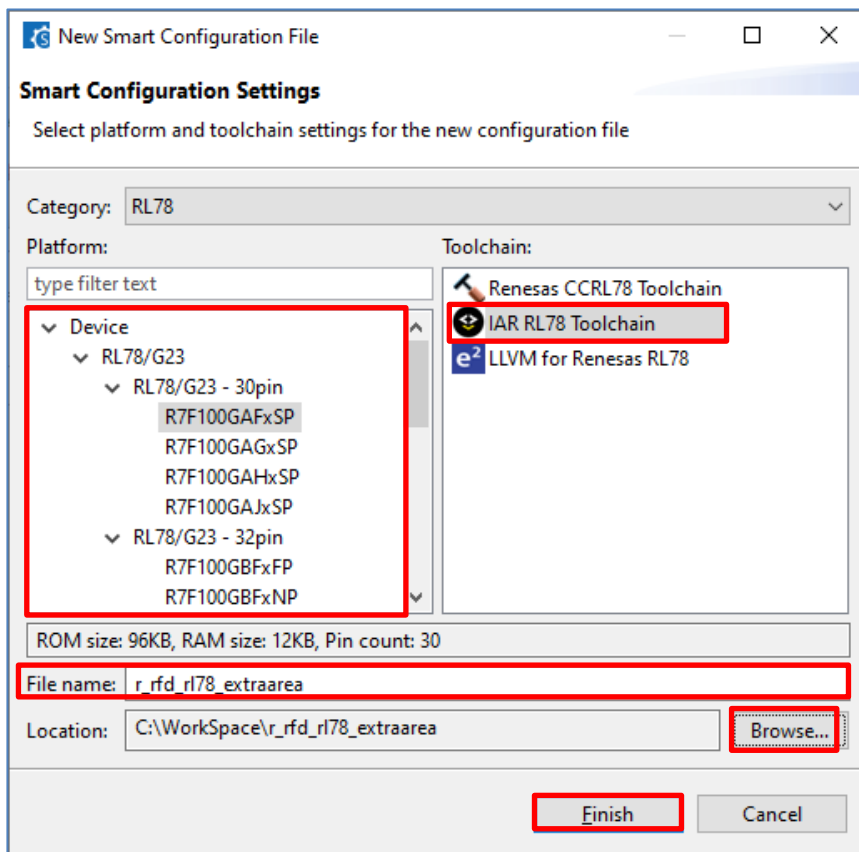 New Smart Configuration File
Smart Configuration Settings
Select platform and toolchain settings for the new configuration file
Category: RL78
Platform:
Toolchain:
type filter text
Device
RL78/G23
RL78/G23 - 30pin
R7F100GAFxSP
R7F100GAGxSP
R7F100GAHxSP
R7F100GAJxSP
RL78/G23 - 32pin
R7F100GBFxFP
R7F100GBFxNP
Renesas CCRL78 Toolchain
IAR RL78 Toolchain
e² LLVM for Renesas RL78
ROM size: 96KB, RAM size: 12KB, Pin count: 30
File name: r_rfd_rl78_extraarea
Location: C:\WorkSpace\r_rfd_rl78_extraarea
Browse...
Finish
Cancel